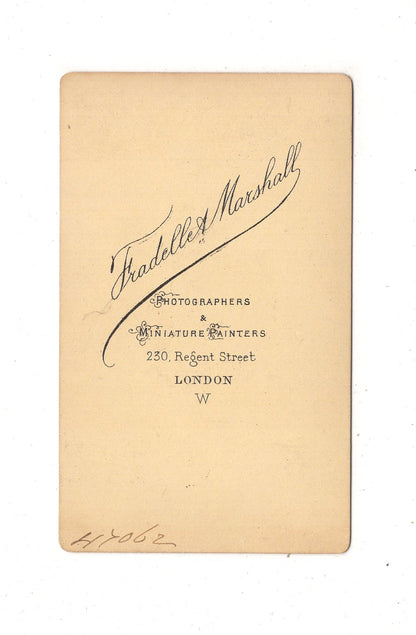 Fradelle & Marshall
PHOTOGRAPHERS
&
MINIATURE PAINTERS
230, Regent Street
LONDON
W
47062